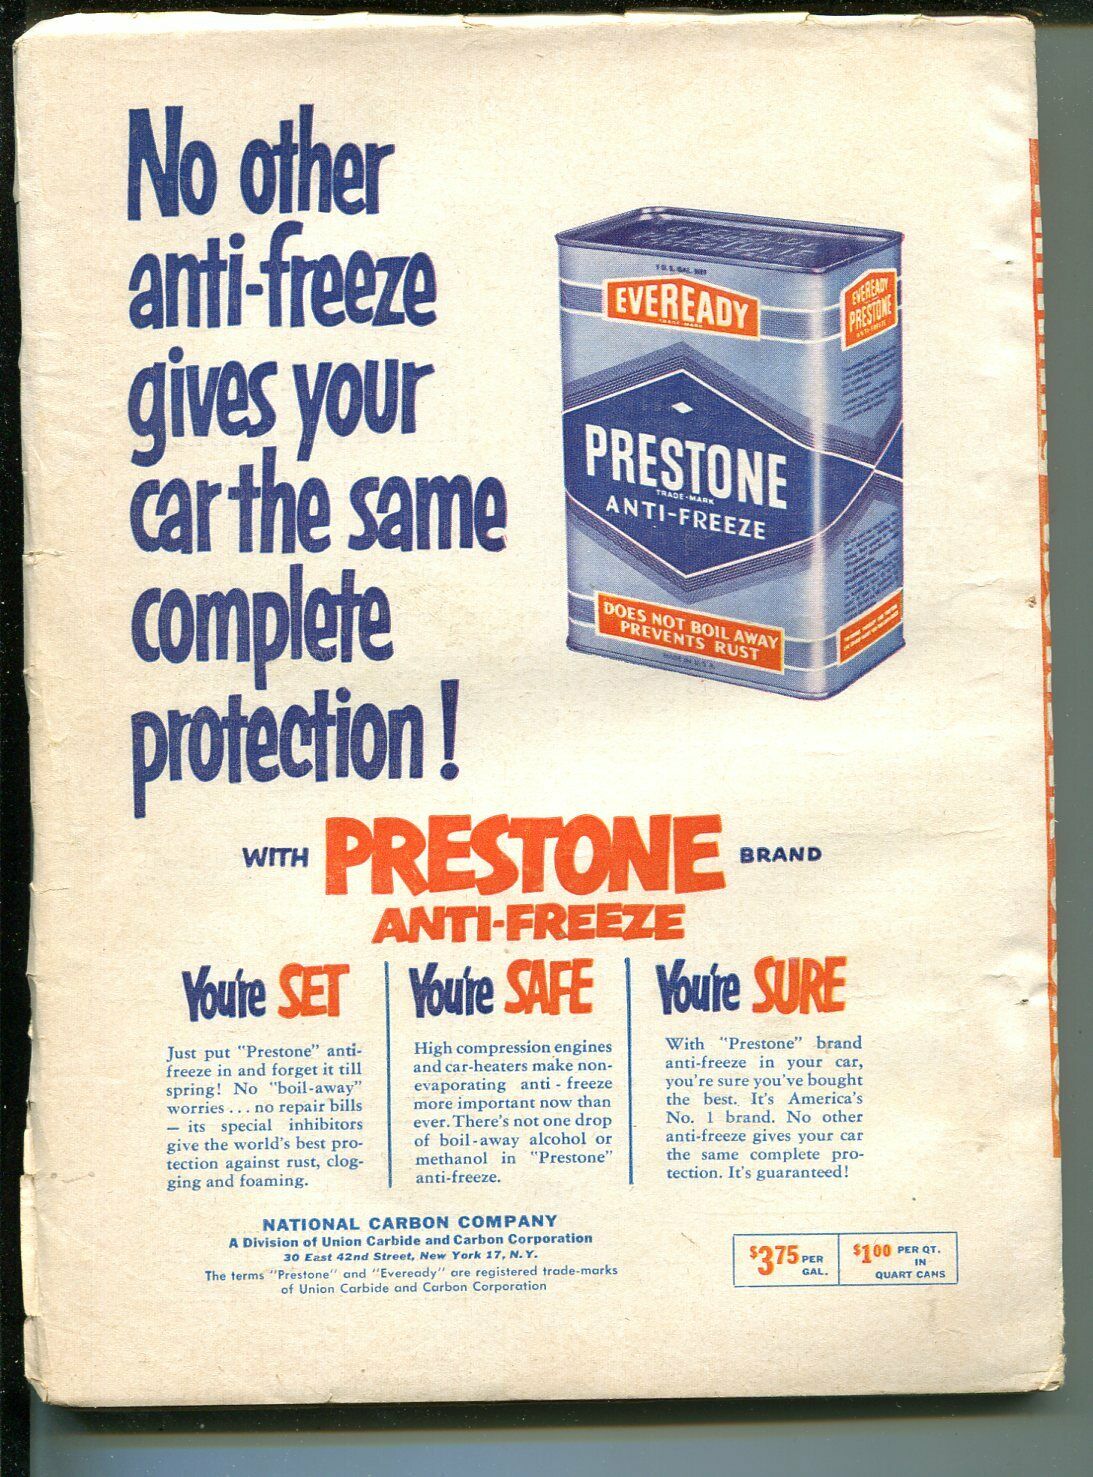 No other
anti-freeze
gives your
car the same
complete
protection!
1 U.S. GAL. NET
EVEREADY
TRADE-MARK
PRESTONE
TRADE-MARK
ANTI-FREEZE
DOES NOT BOIL AWAY
PREVENTS RUST
MADE IN U.S.A.
EVEREADY
PRESTONE
ANTI-FREEZE
WITH PRESTONE BRAND
ANTI-FREEZE
You're SET
Just put "Prestone" anti-
freeze in and forget it till
spring! No "boil-away"
worries . . . no repair bills
— its special inhibitors
give the world's best pro-
tection against rust, clog-
ging and foaming.
You're SAFE
High compression engines
and car-heaters make non-
evaporating anti - freeze
more important now than
ever. There's not one drop
of boil-away alcohol or
methanol in "Prestone"
anti-freeze.
You're SURE
With "Prestone" brand
anti-freeze in your car,
you're sure you've bought
the best. It's America's
No. 1 brand. No other
anti-freeze gives your car
the same complete pro-
tection. It's guaranteed!
NATIONAL CARBON COMPANY
A Division of Union Carbide and Carbon Corporation
30 East 42nd Street, New York 17, N.Y.
The terms "Prestone" and "Eveready" are registered trade-marks
of Union Carbide and Carbon Corporation
$3.75 PER
GAL.
$1.00 PER QT.
IN
QUART CANS